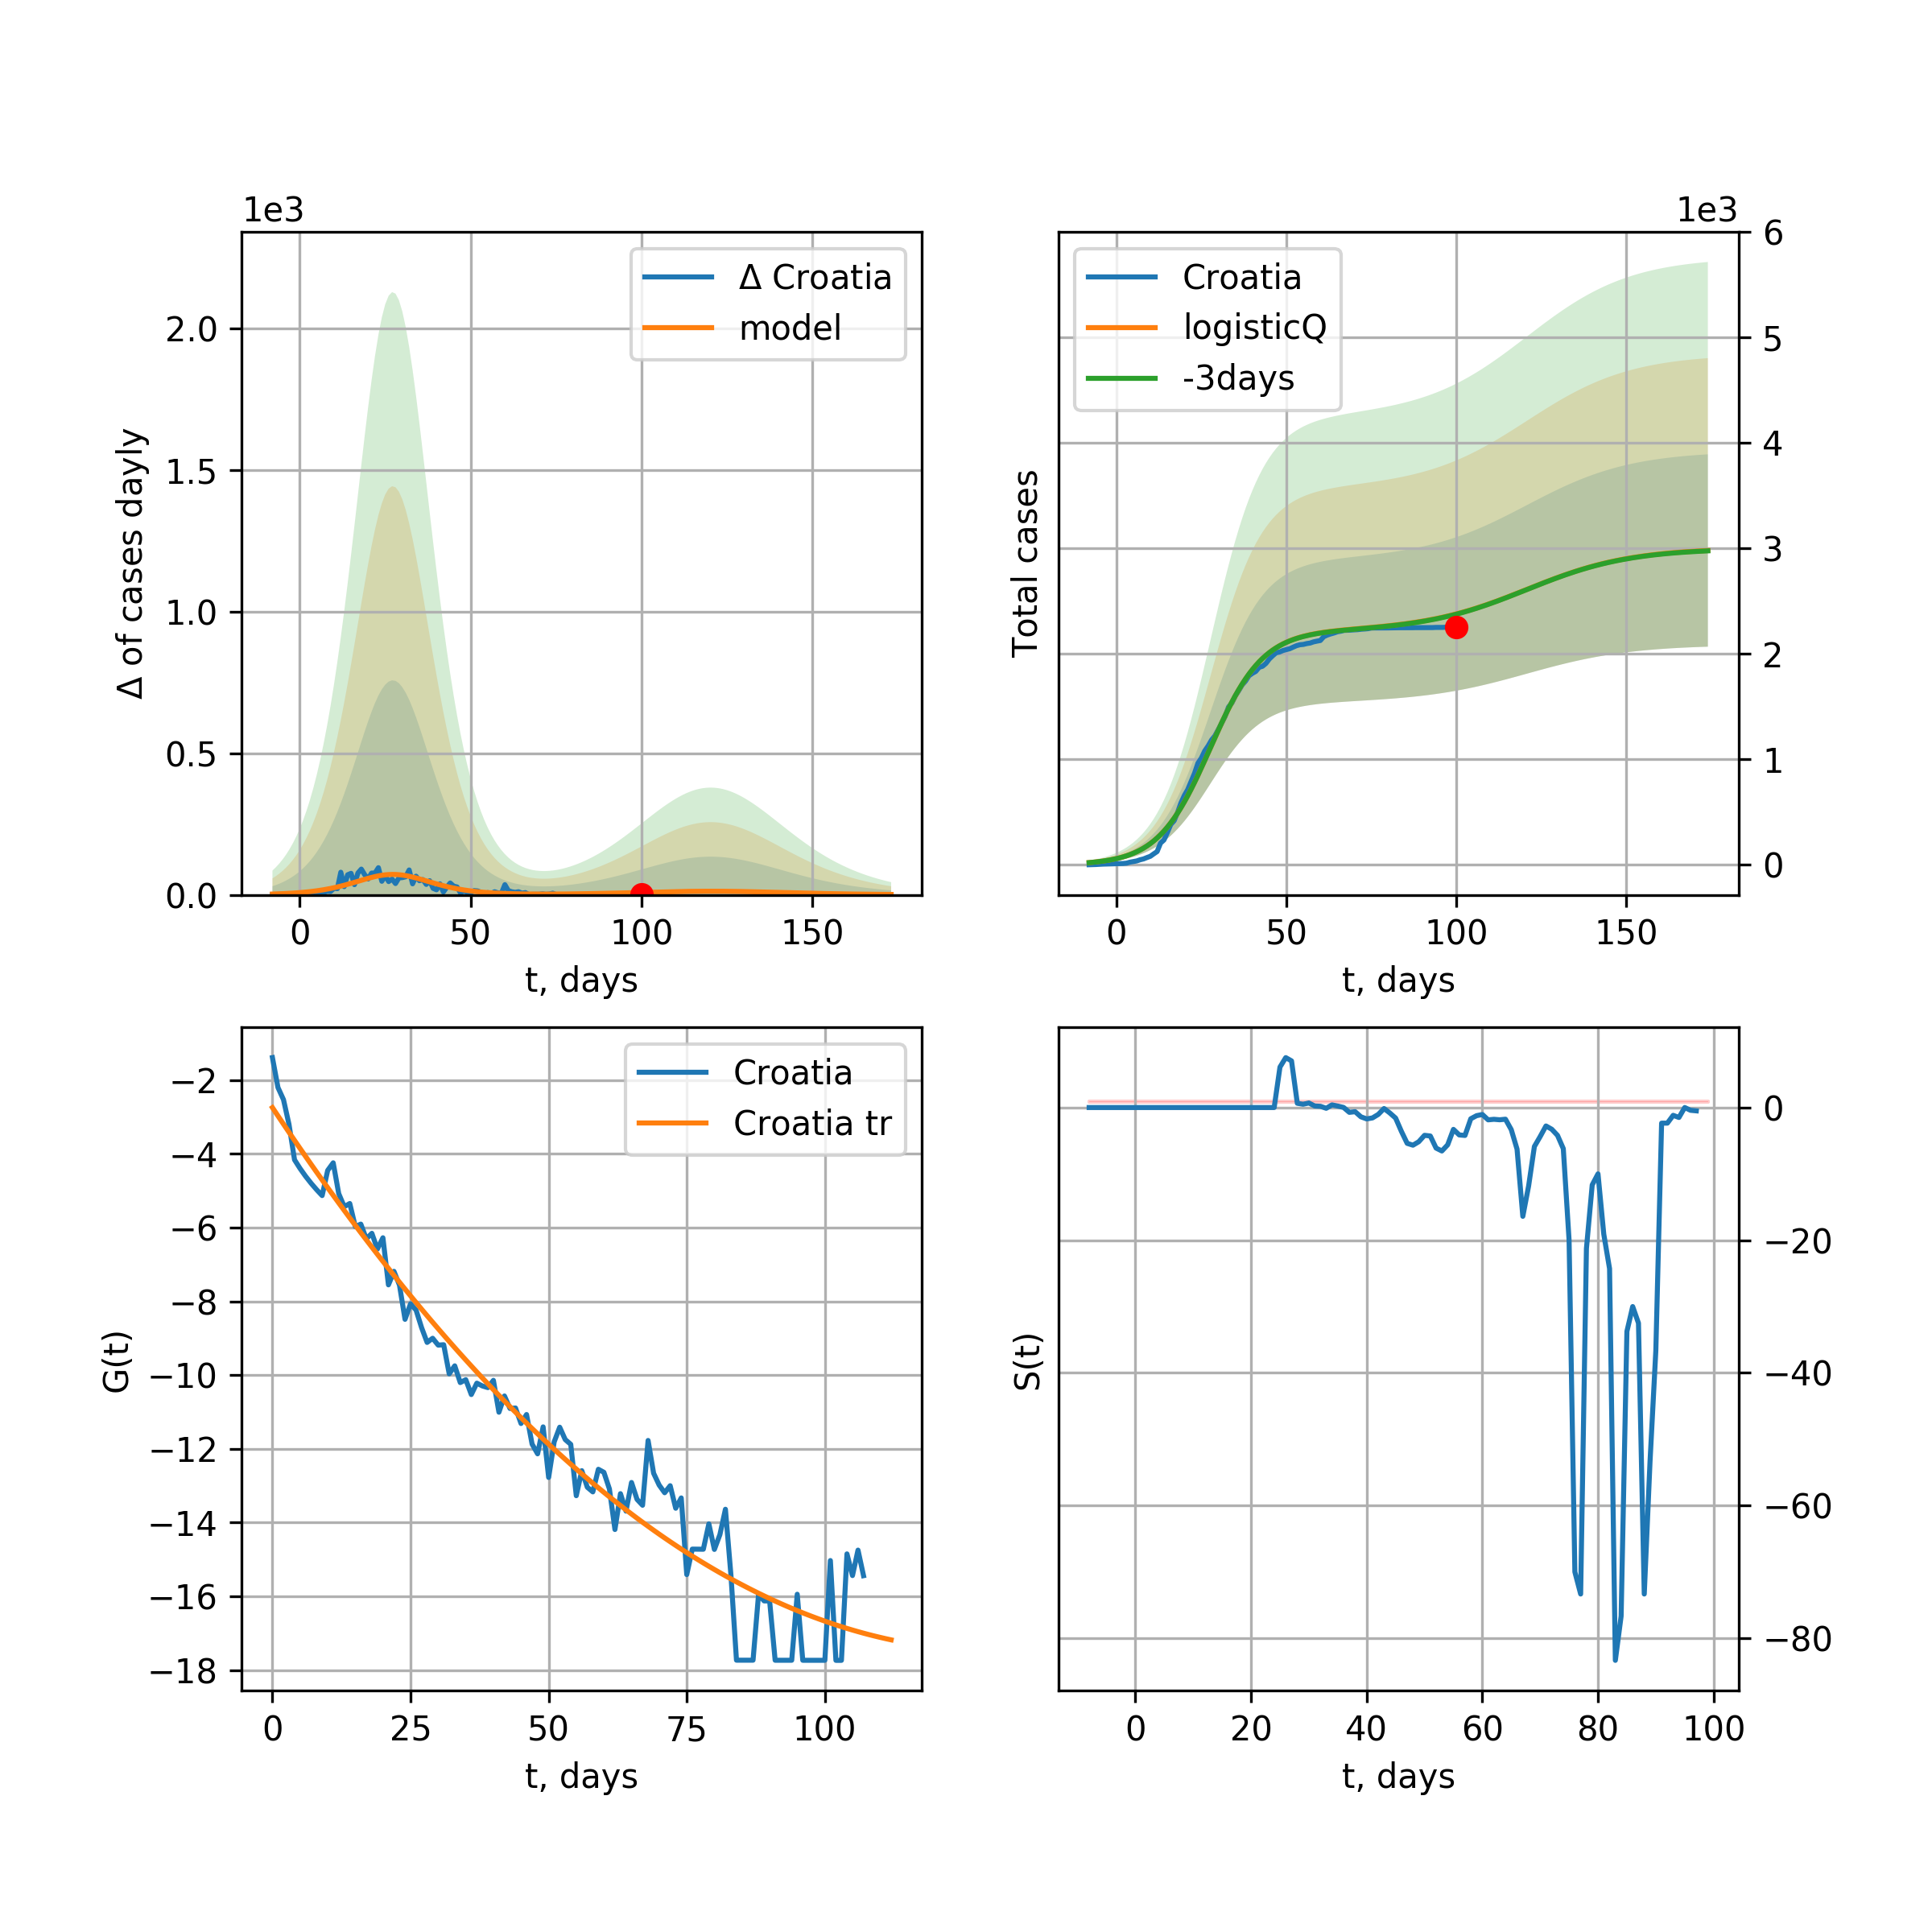 1e3
Δ of cases dayly
2.0
1.5
1.0
0.5
0.0
Δ Croatia
model
0 50 100 150
t, days
1e3
Total cases
Croatia
logisticQ
-3days
6
5
4
3
2
1
0
0 50 100 150
t, days
G(t)
−2
−4
−6
−8
−10
−12
−14
−16
−18
Croatia
Croatia tr
0 25 50 75 100
t, days
S(t)
0
−20
−40
−60
−80
0 20 40 60 80 100
t, days